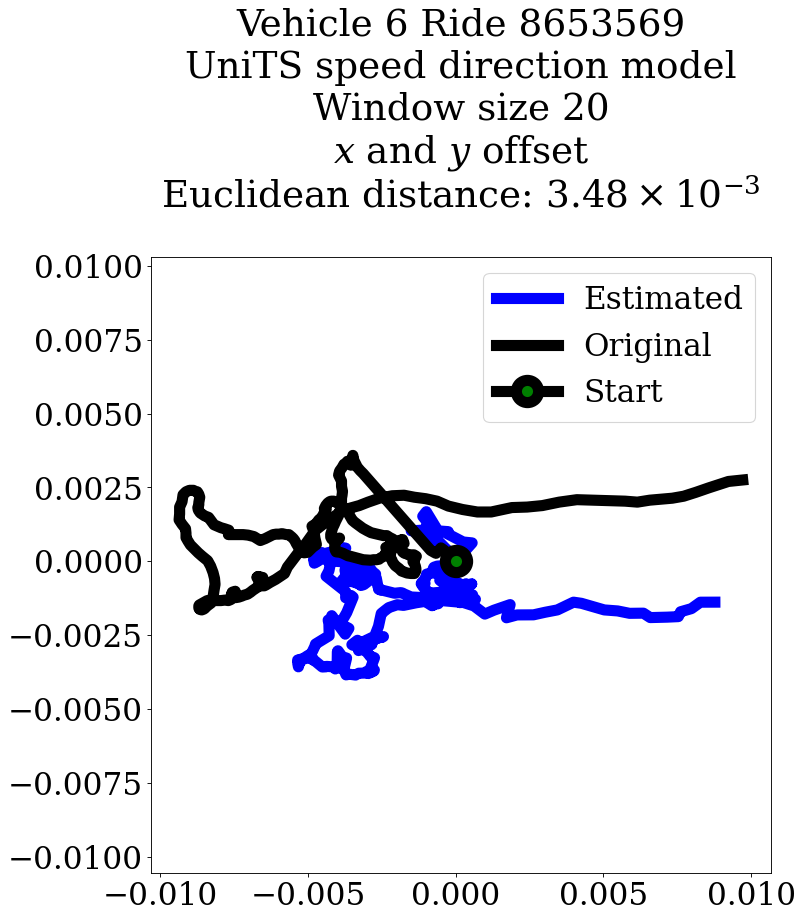 Vehicle 6 Ride 8653569
UniTS speed direction model
Window size 20
x and y offset
Euclidean distance: 3.48 × 10⁻³
Estimated
Original
Start
0.0100
0.0075
0.0050
0.0025
0.0000
−0.0025
−0.0050
−0.0075
−0.0100
−0.010 −0.005 0.000 0.005 0.010